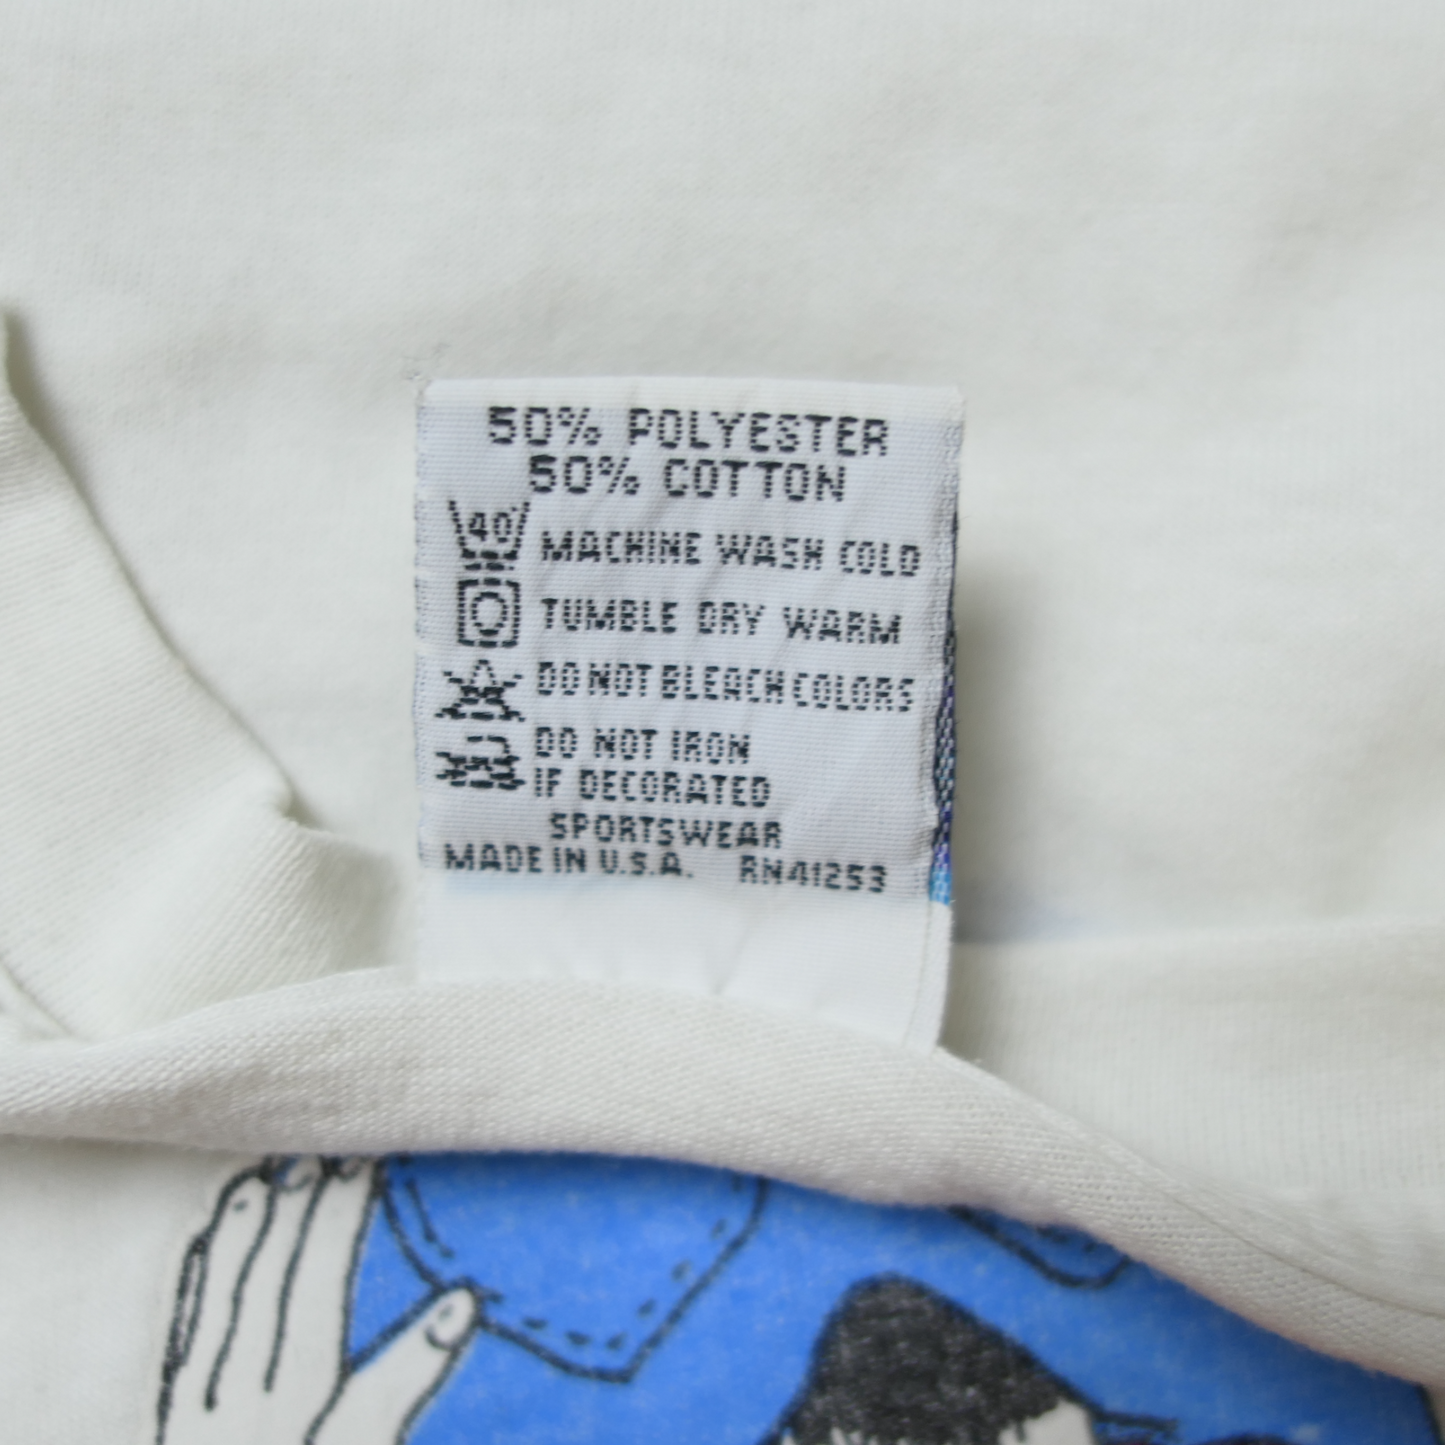 50% POLYESTER
50% COTTON
40 MACHINE WASH COLD
TUMBLE DRY WARM
DO NOT BLEACH COLORS
DO NOT IRON
IF DECORATED
SPORTSWEAR
MADE IN U.S.A. RN41253